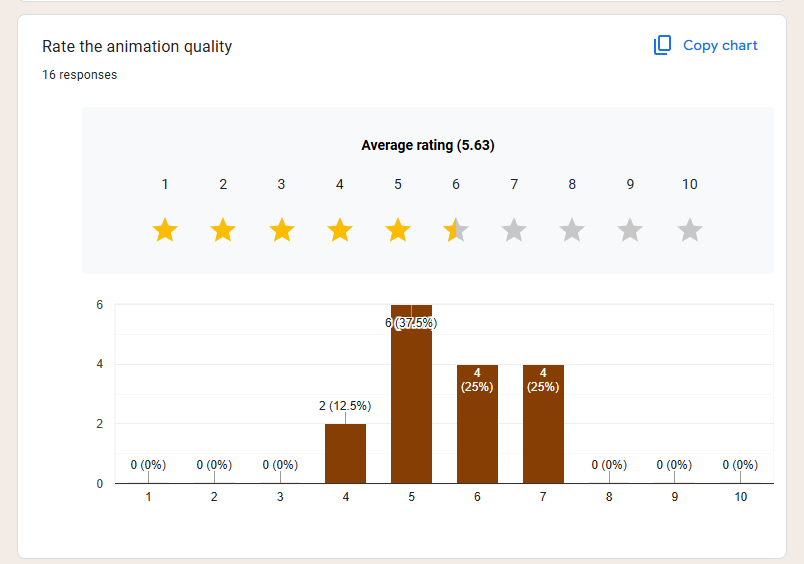 Rate the animation quality
Copy chart
16 responses
Average rating (5.63)
1 2 3 4 5 6 7 8 9 10
6
6 (37.5%)
4
4
(25%)
4
(25%)
2
2 (12.5%)
0 (0%) 0 (0%) 0 (0%) 0 (0%) 0 (0%) 0 (0%)
0
1 2 3 4 5 6 7 8 9 10